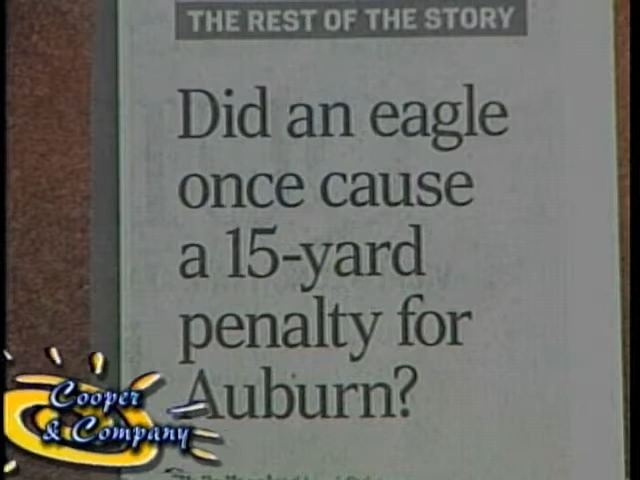 THE REST OF THE STORY
Did an eagle
once cause
a 15-yard
penalty for
Auburn?
Cooper
& Company